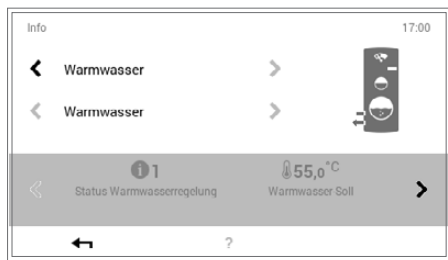 Info 17:00
Warmwasser
Warmwasser
1 55,0°C
Status Warmwasserregelung Warmwasser Soll
?